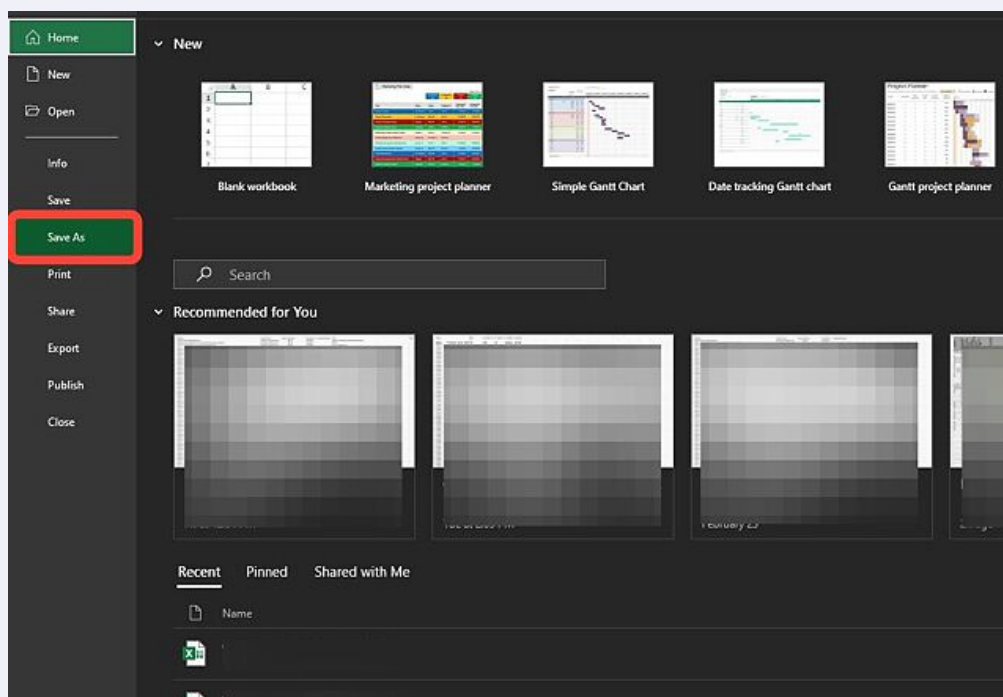 Home
New
Open
Info
Save
Save As
Print
Share
Export
Publish
Close
New
Blank workbook
Marketing project planner
Simple Gantt Chart
Date tracking Gantt chart
Gantt project planner
Search
Recommended for You
February 25
Recent Pinned Shared with Me
Name